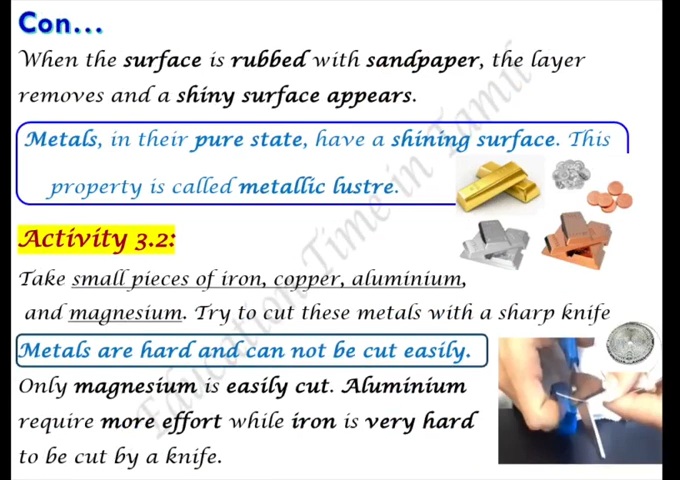 Con...
When the surface is rubbed with sandpaper, the layer
removes and a shiny surface appears.
Metals, in their pure state, have a shining surface. This
property is called metallic lustre.
Activity 3.2:
Take small pieces of iron, copper, aluminium,
and magnesium. Try to cut these metals with a sharp knife
Metals are hard and can not be cut easily.
Only magnesium is easily cut. Aluminium
require more effort while iron is very hard
to be cut by a knife.
Education Time in Tamil